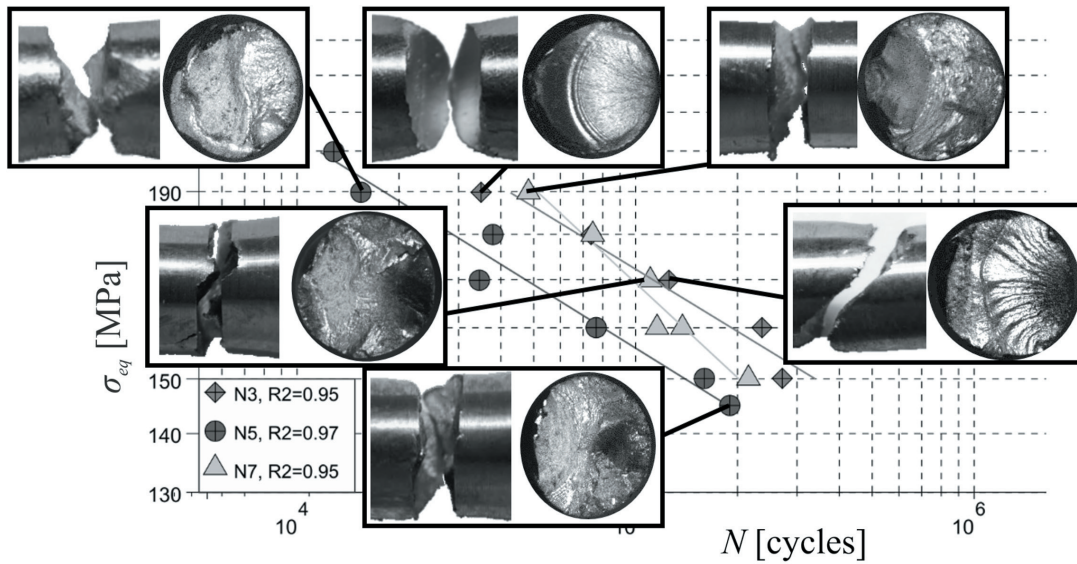 190
150
140
130
σeq [MPa]
N3, R2=0.95
N5, R2=0.97
N7, R2=0.95
10 4
10
10 6
N [cycles]